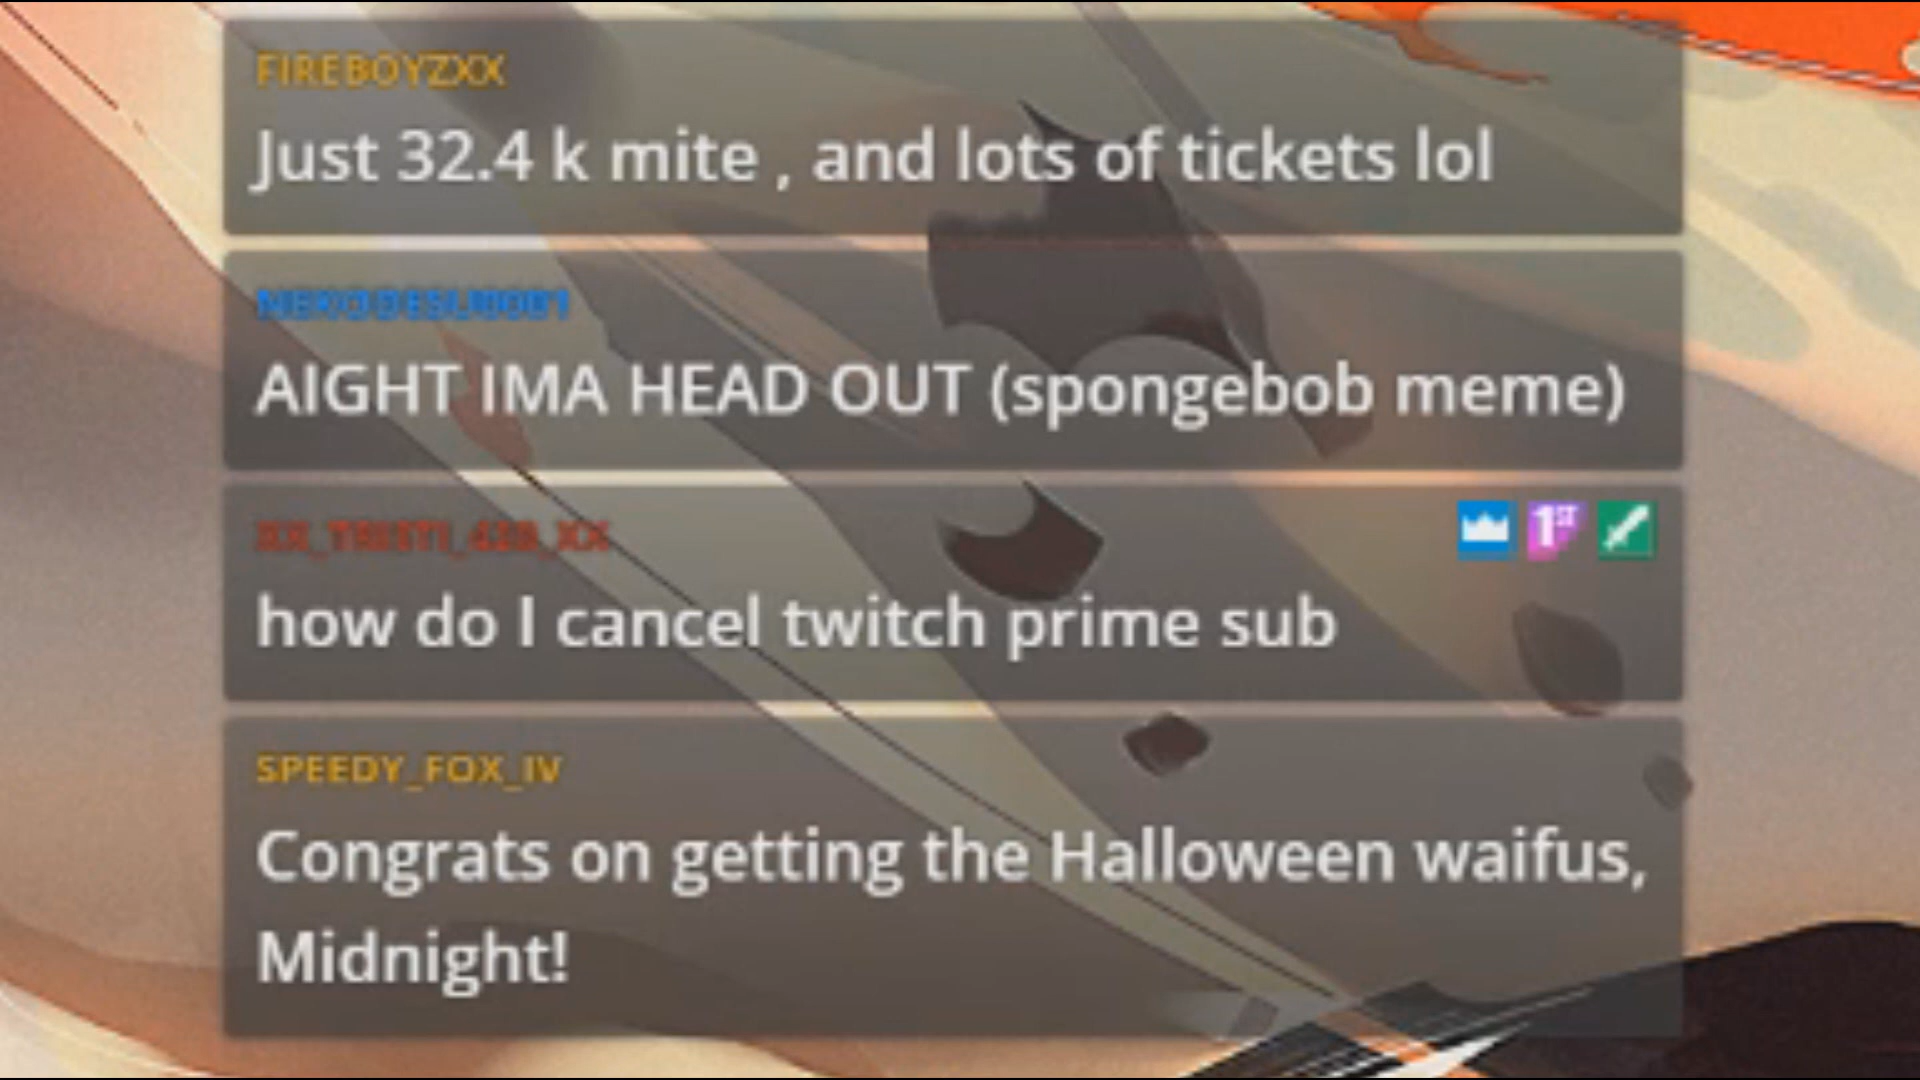 FIREBOYZXX
Just 32.4 k mite , and lots of tickets lol
AIGHT IMA HEAD OUT (spongebob meme)
1ST
how do I cancel twitch prime sub
SPEEDY_FOX_IV
Congrats on getting the Halloween waifus,
Midnight!